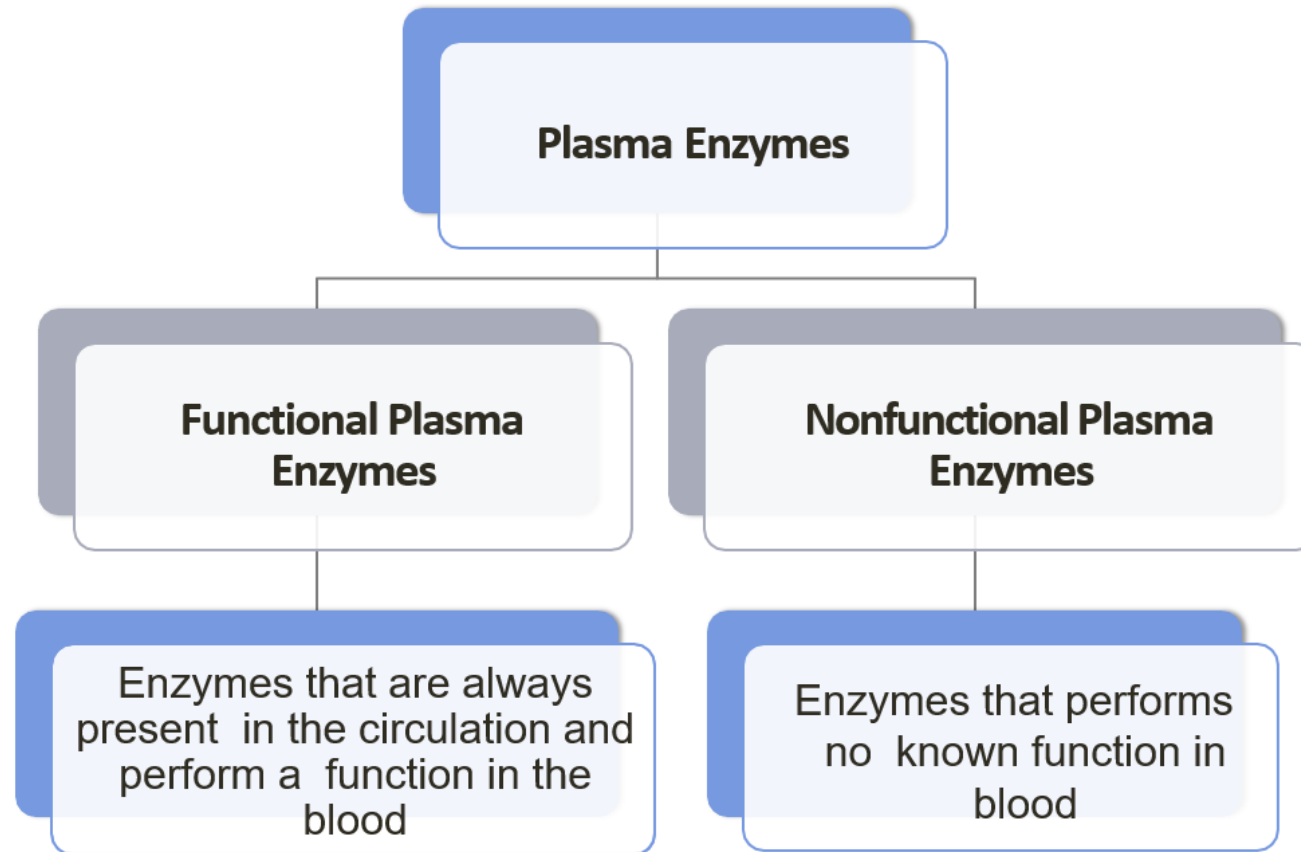 Plasma Enzymes
Functional Plasma
Enzymes
Nonfunctional Plasma
Enzymes
Enzymes that are always
present  in the circulation and
perform a  function in the
blood
Enzymes that performs
no  known function in
blood